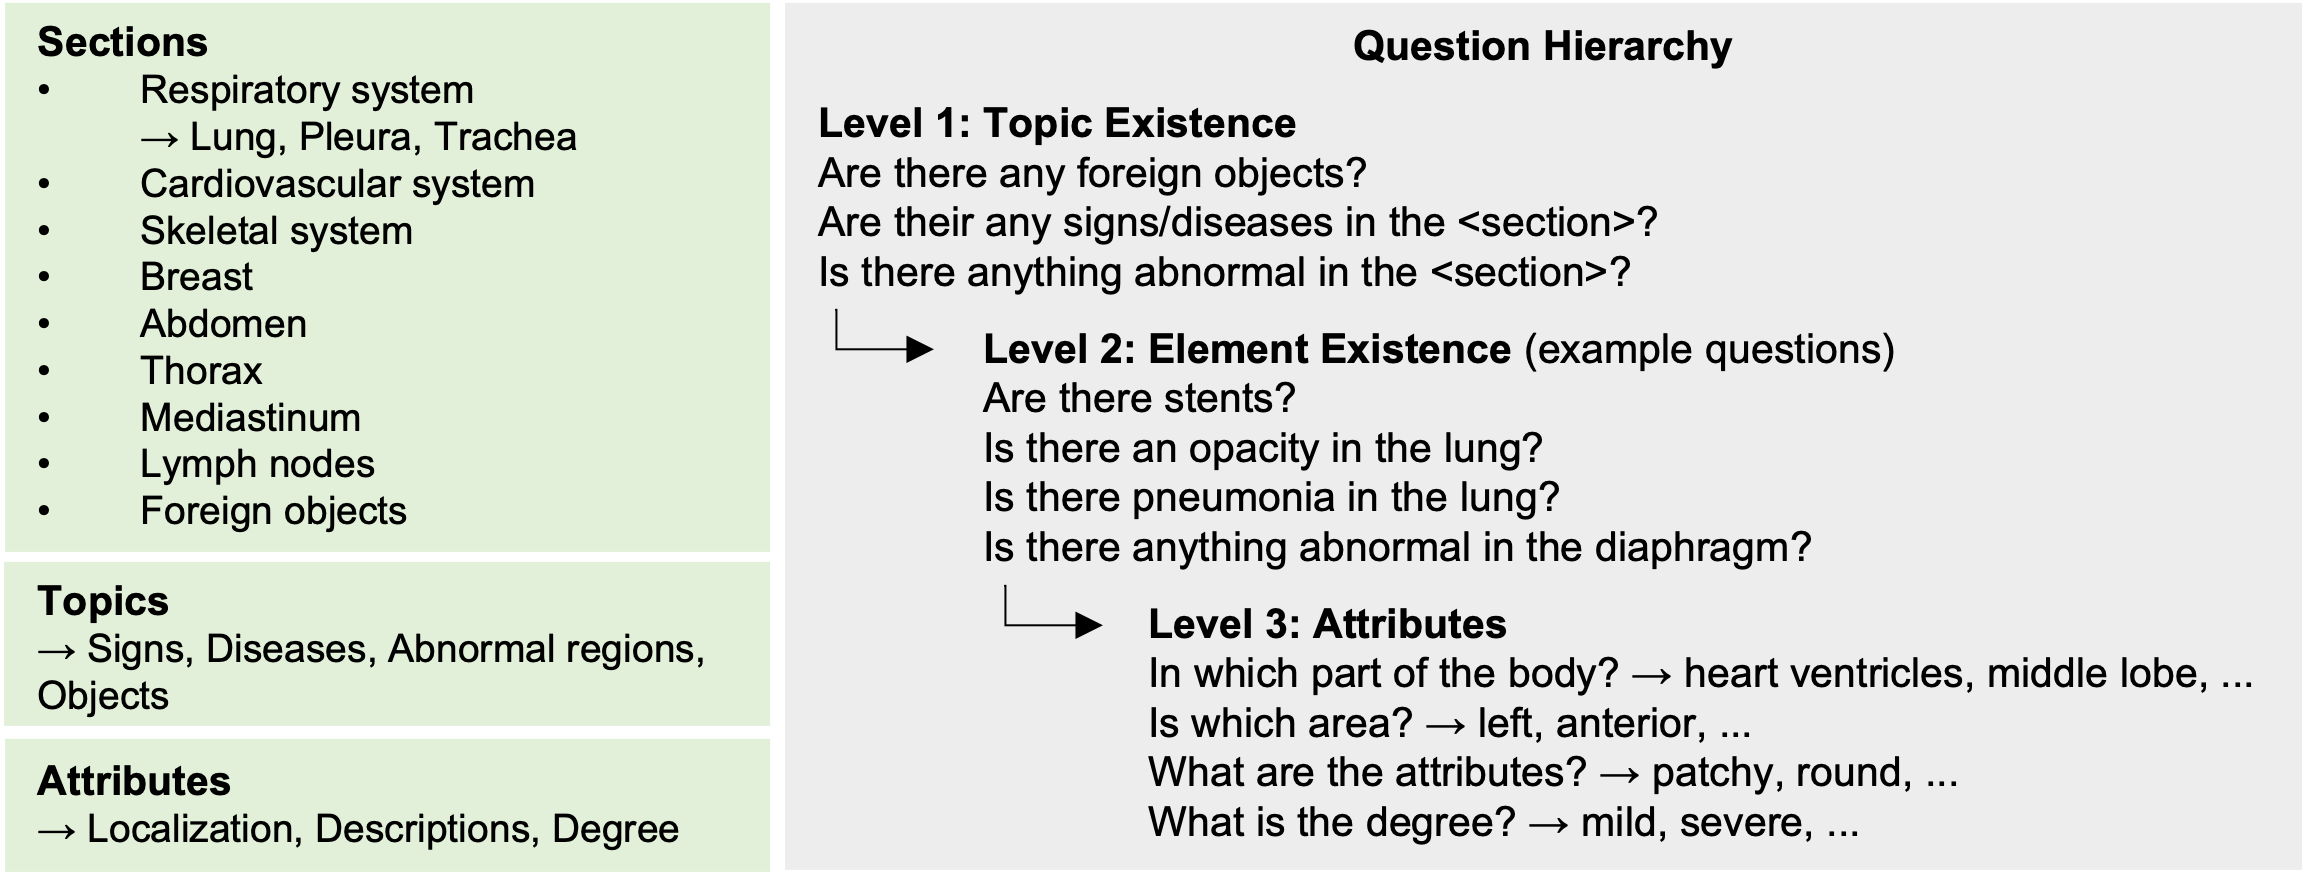 Sections
• Respiratory system
→ Lung, Pleura, Trachea
• Cardiovascular system
• Skeletal system
• Breast
• Abdomen
• Thorax
• Mediastinum
• Lymph nodes
• Foreign objects
Topics
→ Signs, Diseases, Abnormal regions,
Objects
Attributes
→ Localization, Descriptions, Degree
Question Hierarchy
Level 1: Topic Existence
Are there any foreign objects?
Are their any signs/diseases in the <section>?
Is there anything abnormal in the <section>?
Level 2: Element Existence (example questions)
Are there stents?
Is there an opacity in the lung?
Is there pneumonia in the lung?
Is there anything abnormal in the diaphragm?
Level 3: Attributes
In which part of the body? → heart ventricles, middle lobe, ...
Is which area? → left, anterior, ...
What are the attributes? → patchy, round, ...
What is the degree? → mild, severe, ...